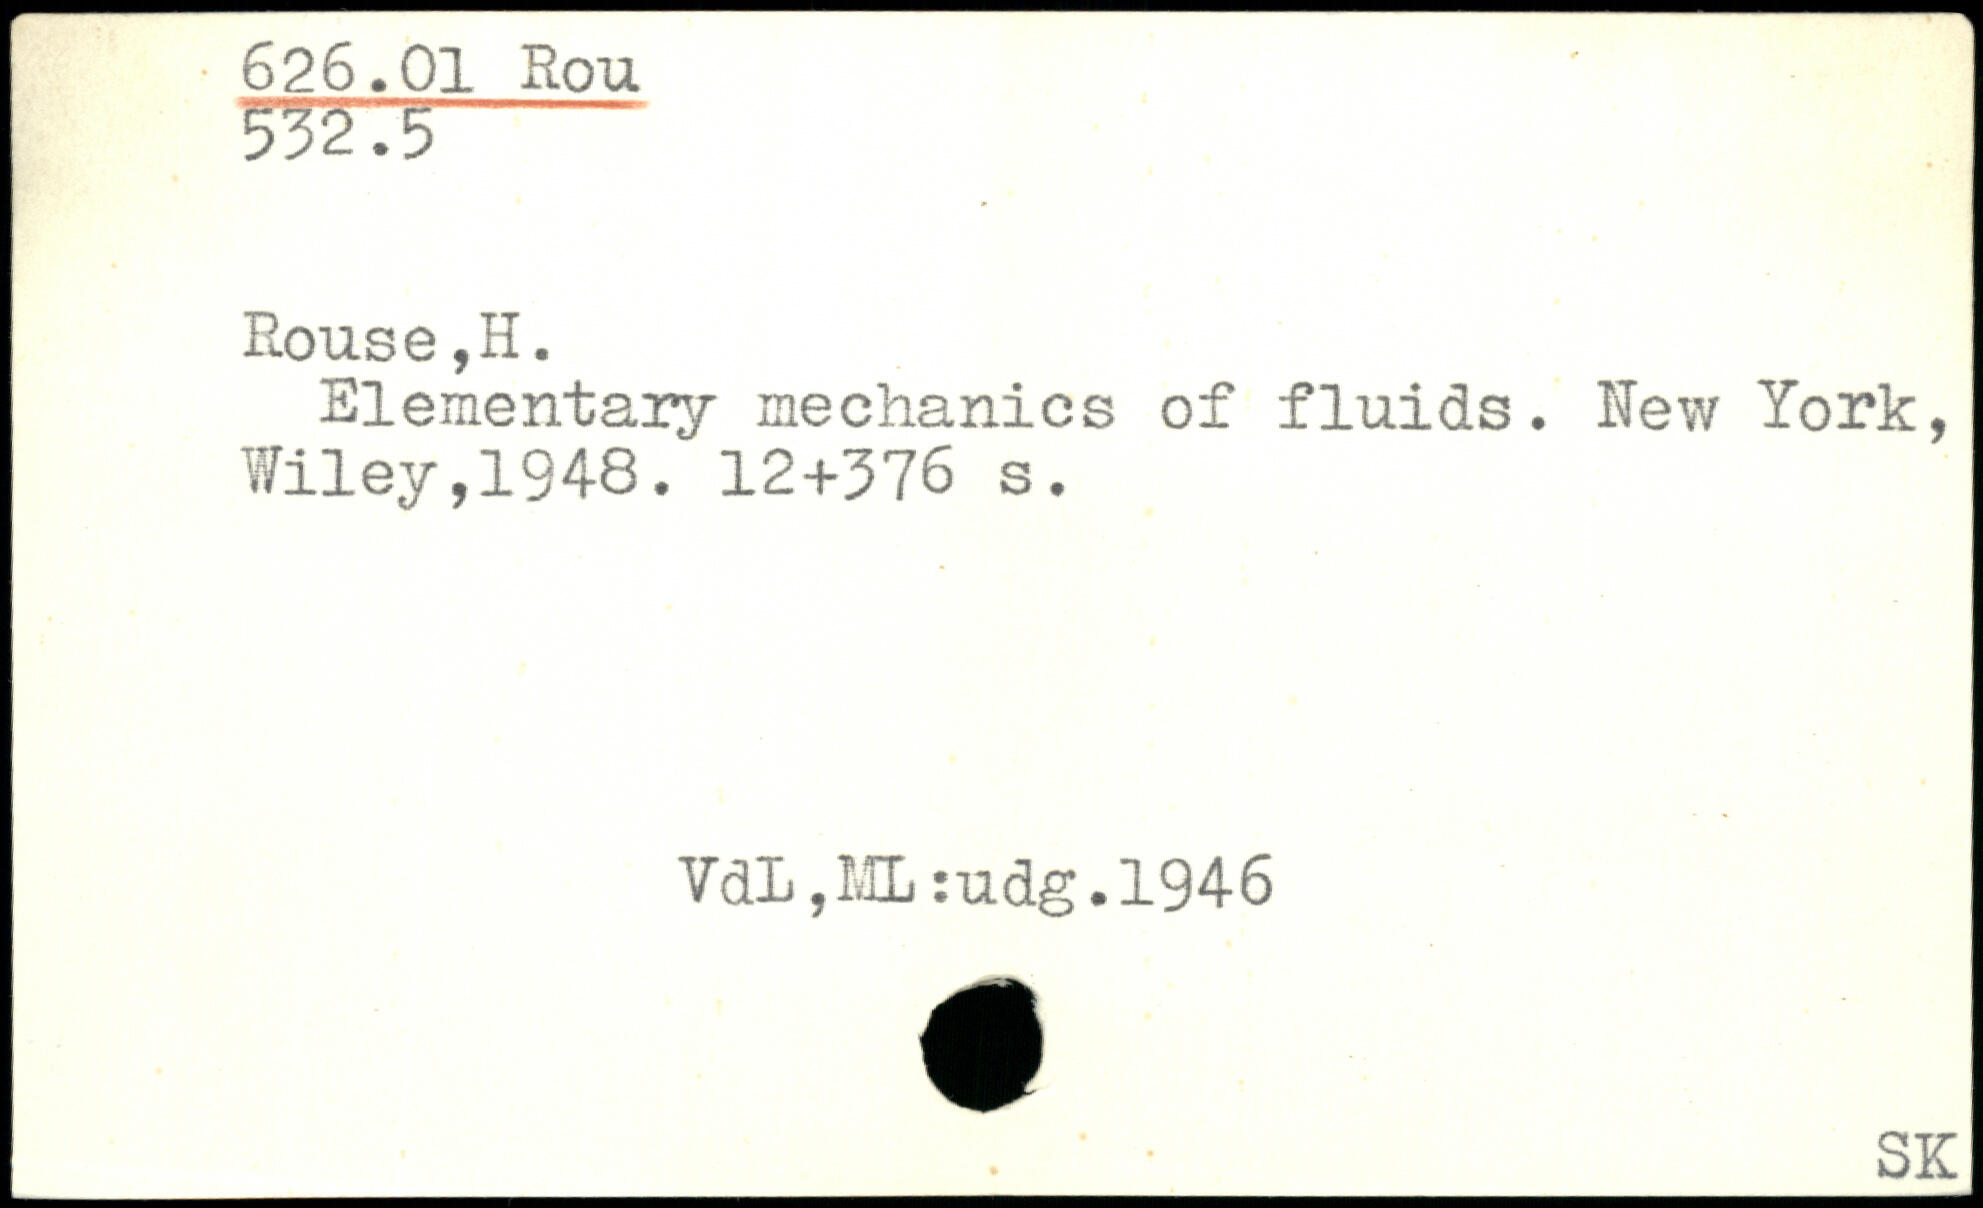 626.01 Rou
532.5
Rouse,H.
Elementary mechanics of fluids. New York,
Wiley,1948. 12+376 s.
VdL,ML:udg.1946
SK